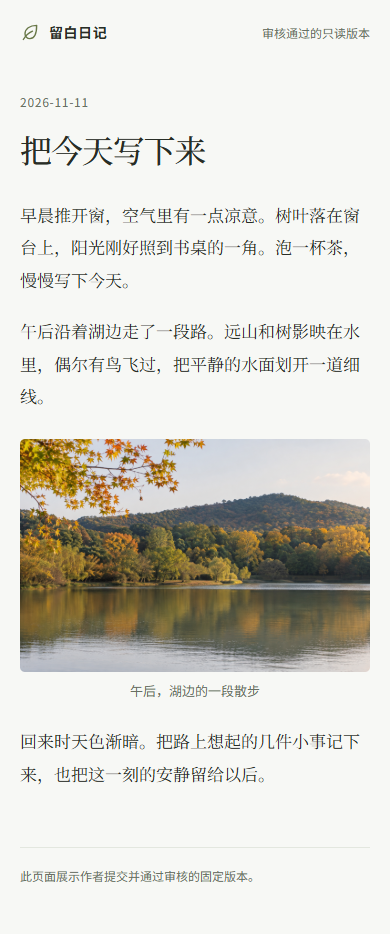 留白日记
审核通过的只读版本
2026-11-11
把今天写下来
早晨推开窗，空气里有一点凉意。树叶落在窗
台上，阳光刚好照到书桌的一角。泡一杯茶，
慢慢写下今天。
午后沿着湖边走了一段路。远山和树影映在水
里，偶尔有鸟飞过，把平静的水面划开一道细
线。
午后，湖边的一段散步
回来时天色渐暗。把路上想起的几件小事记下
来，也把这一刻的安静留给以后。
此页面展示作者提交并通过审核的固定版本。